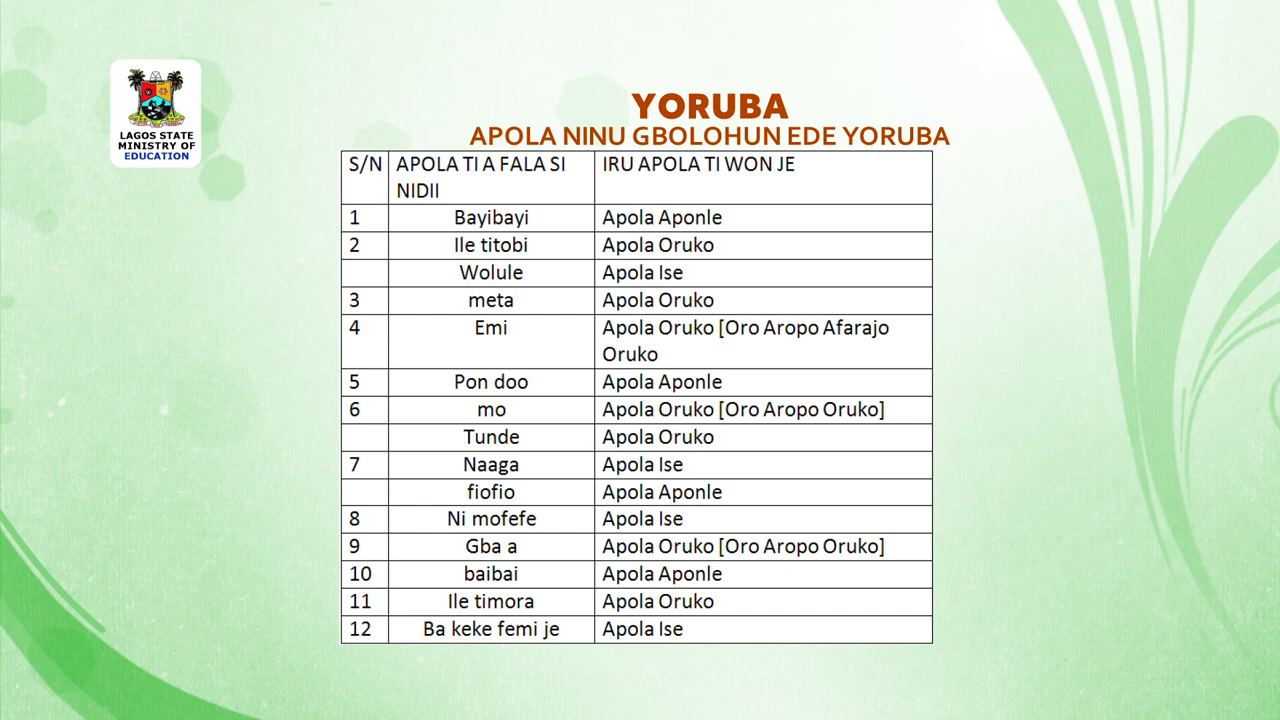 LAGOS STATE
MINISTRY OF
EDUCATION
YORUBA
APOLA NINU GBOLOHUN EDE YORUBA
S/N APOLA TI A FALA SI NIDII IRU APOLA TI WON JE
1 Bayibayi Apola Aponle
2 Ile titobi Apola Oruko
Wolule Apola Ise
3 meta Apola Oruko
4 Emi Apola Oruko [Oro Aropo Afarajo Oruko
5 Pon doo Apola Aponle
6 mo Apola Oruko [Oro Aropo Oruko]
Tunde Apola Oruko
7 Naaga Apola Ise
fiofio Apola Aponle
8 Ni mofefe Apola Ise
9 Gba a Apola Oruko [Oro Aropo Oruko]
10 baibai Apola Aponle
11 Ile timora Apola Oruko
12 Ba keke femi je Apola Ise